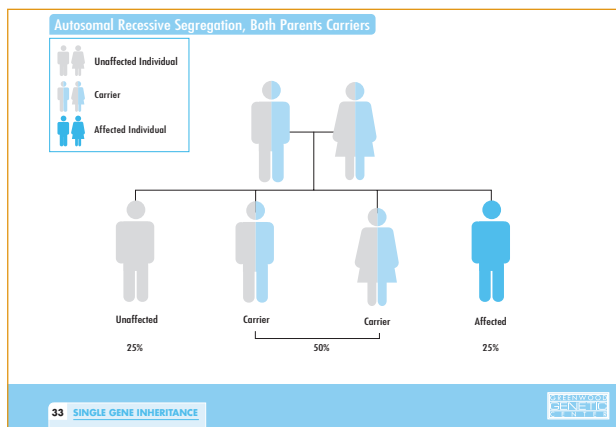 Autosomal Recessive Segregation, Both Parents Carriers
Unaffected Individual
Carrier
Affected Individual
Unaffected
Carrier
Carrier
Affected
25%
50%
25%
33 SINGLE GENE INHERITANCE
GREENWOOD
GENETIC
CENTER